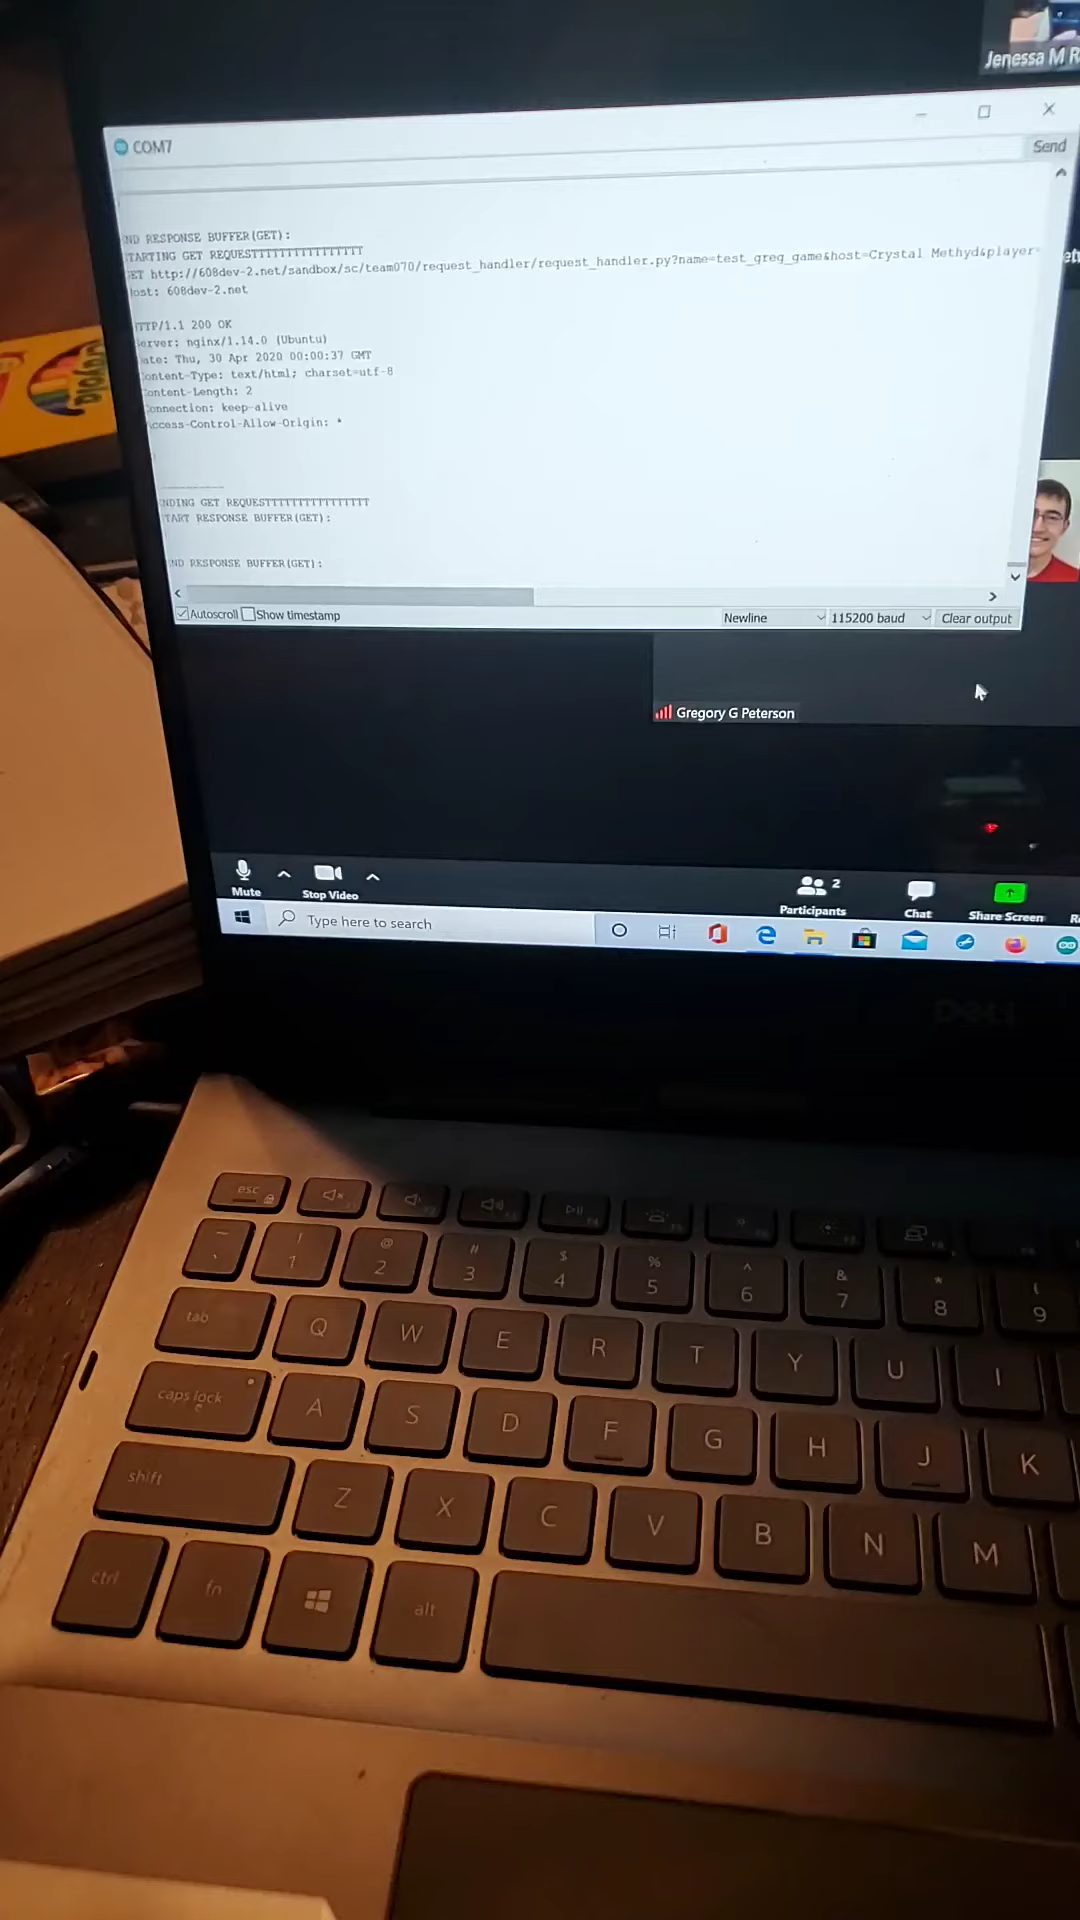 Jenessa M R
COM7
Send
ND RESPONSE BUFFER(GET):
TARTING GET REQUESTTTTTTTTTTTTTTTTT
ET http://608dev-2.net/sandbox/sc/team070/request_handler/request_handler.py?name=test_greg_game&host=Crystal Methyd&player=
ost: 608dev-2.net
TTP/1.1 200 OK
erver: nginx/1.14.0 (Ubuntu)
ate: Thu, 30 Apr 2020 00:00:37 GMT
ontent-Type: text/html; charset=utf-8
ontent-Length: 2
onnection: keep-alive
ccess-Control-Allow-Origin: *
------------
NDING GET REQUESTTTTTTTTTTTTTTTTT
TART RESPONSE BUFFER(GET):
ND RESPONSE BUFFER(GET):
Autoscroll Show timestamp Newline 115200 baud Clear output
Gregory G Peterson
Crayola
Mute Stop Video Participants 2 Chat Share Screen R
Type here to search
DELL
esc
! @ # $ % ^ & * (
1 2 3 4 5 6 7 8 9
tab Q W E R T Y U I
caps lock A S D F G H J K
shift Z X C V B N M
ctrl fn alt